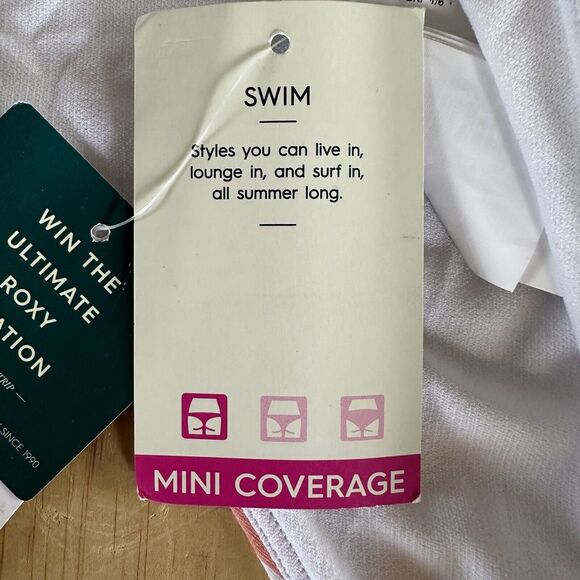 SWIM
Styles you can live in,
lounge in, and surf in,
all summer long.
MINI COVERAGE
WIN THE
ULTIMATE
ROXY
ATION
TRIP
SINCE 1990